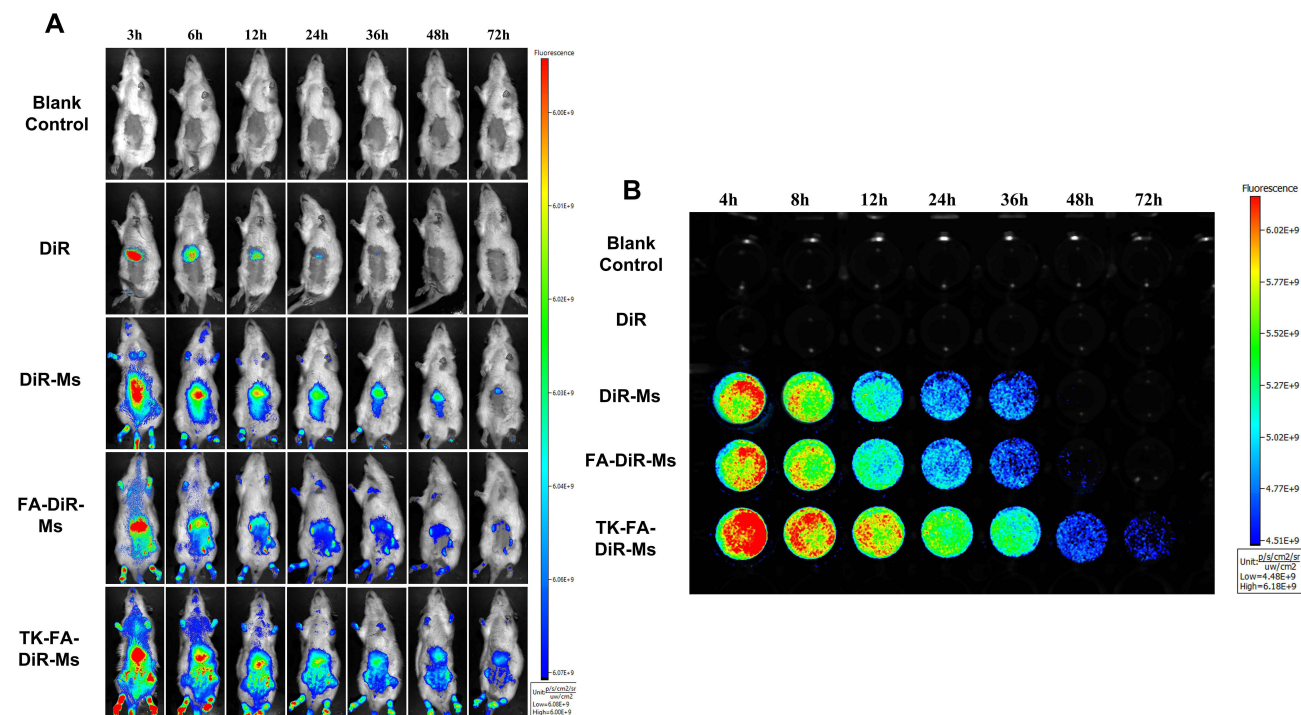 A
3h 6h 12h 24h 36h 48h 72h
Blank
Control
DiR
DiR-Ms
FA-DiR-
Ms
TK-FA-
DiR-Ms
Fluorescence
6.00E+9
6.01E+9
6.02E+9
6.03E+9
6.04E+9
6.06E+9
6.07E+9
Unit: p/s/cm2/sr
uw/cm2
Low=6.08E+9
High=6.00E+9
B
4h 8h 12h 24h 36h 48h 72h
Blank
Control
DiR
DiR-Ms
FA-DiR-Ms
TK-FA-
DiR-Ms
Fluorescence
6.02E+9
5.77E+9
5.52E+9
5.27E+9
5.02E+9
4.77E+9
4.51E+9
Unit: p/s/cm2/sr
uw/cm2
Low=4.48E+9
High=6.18E+9